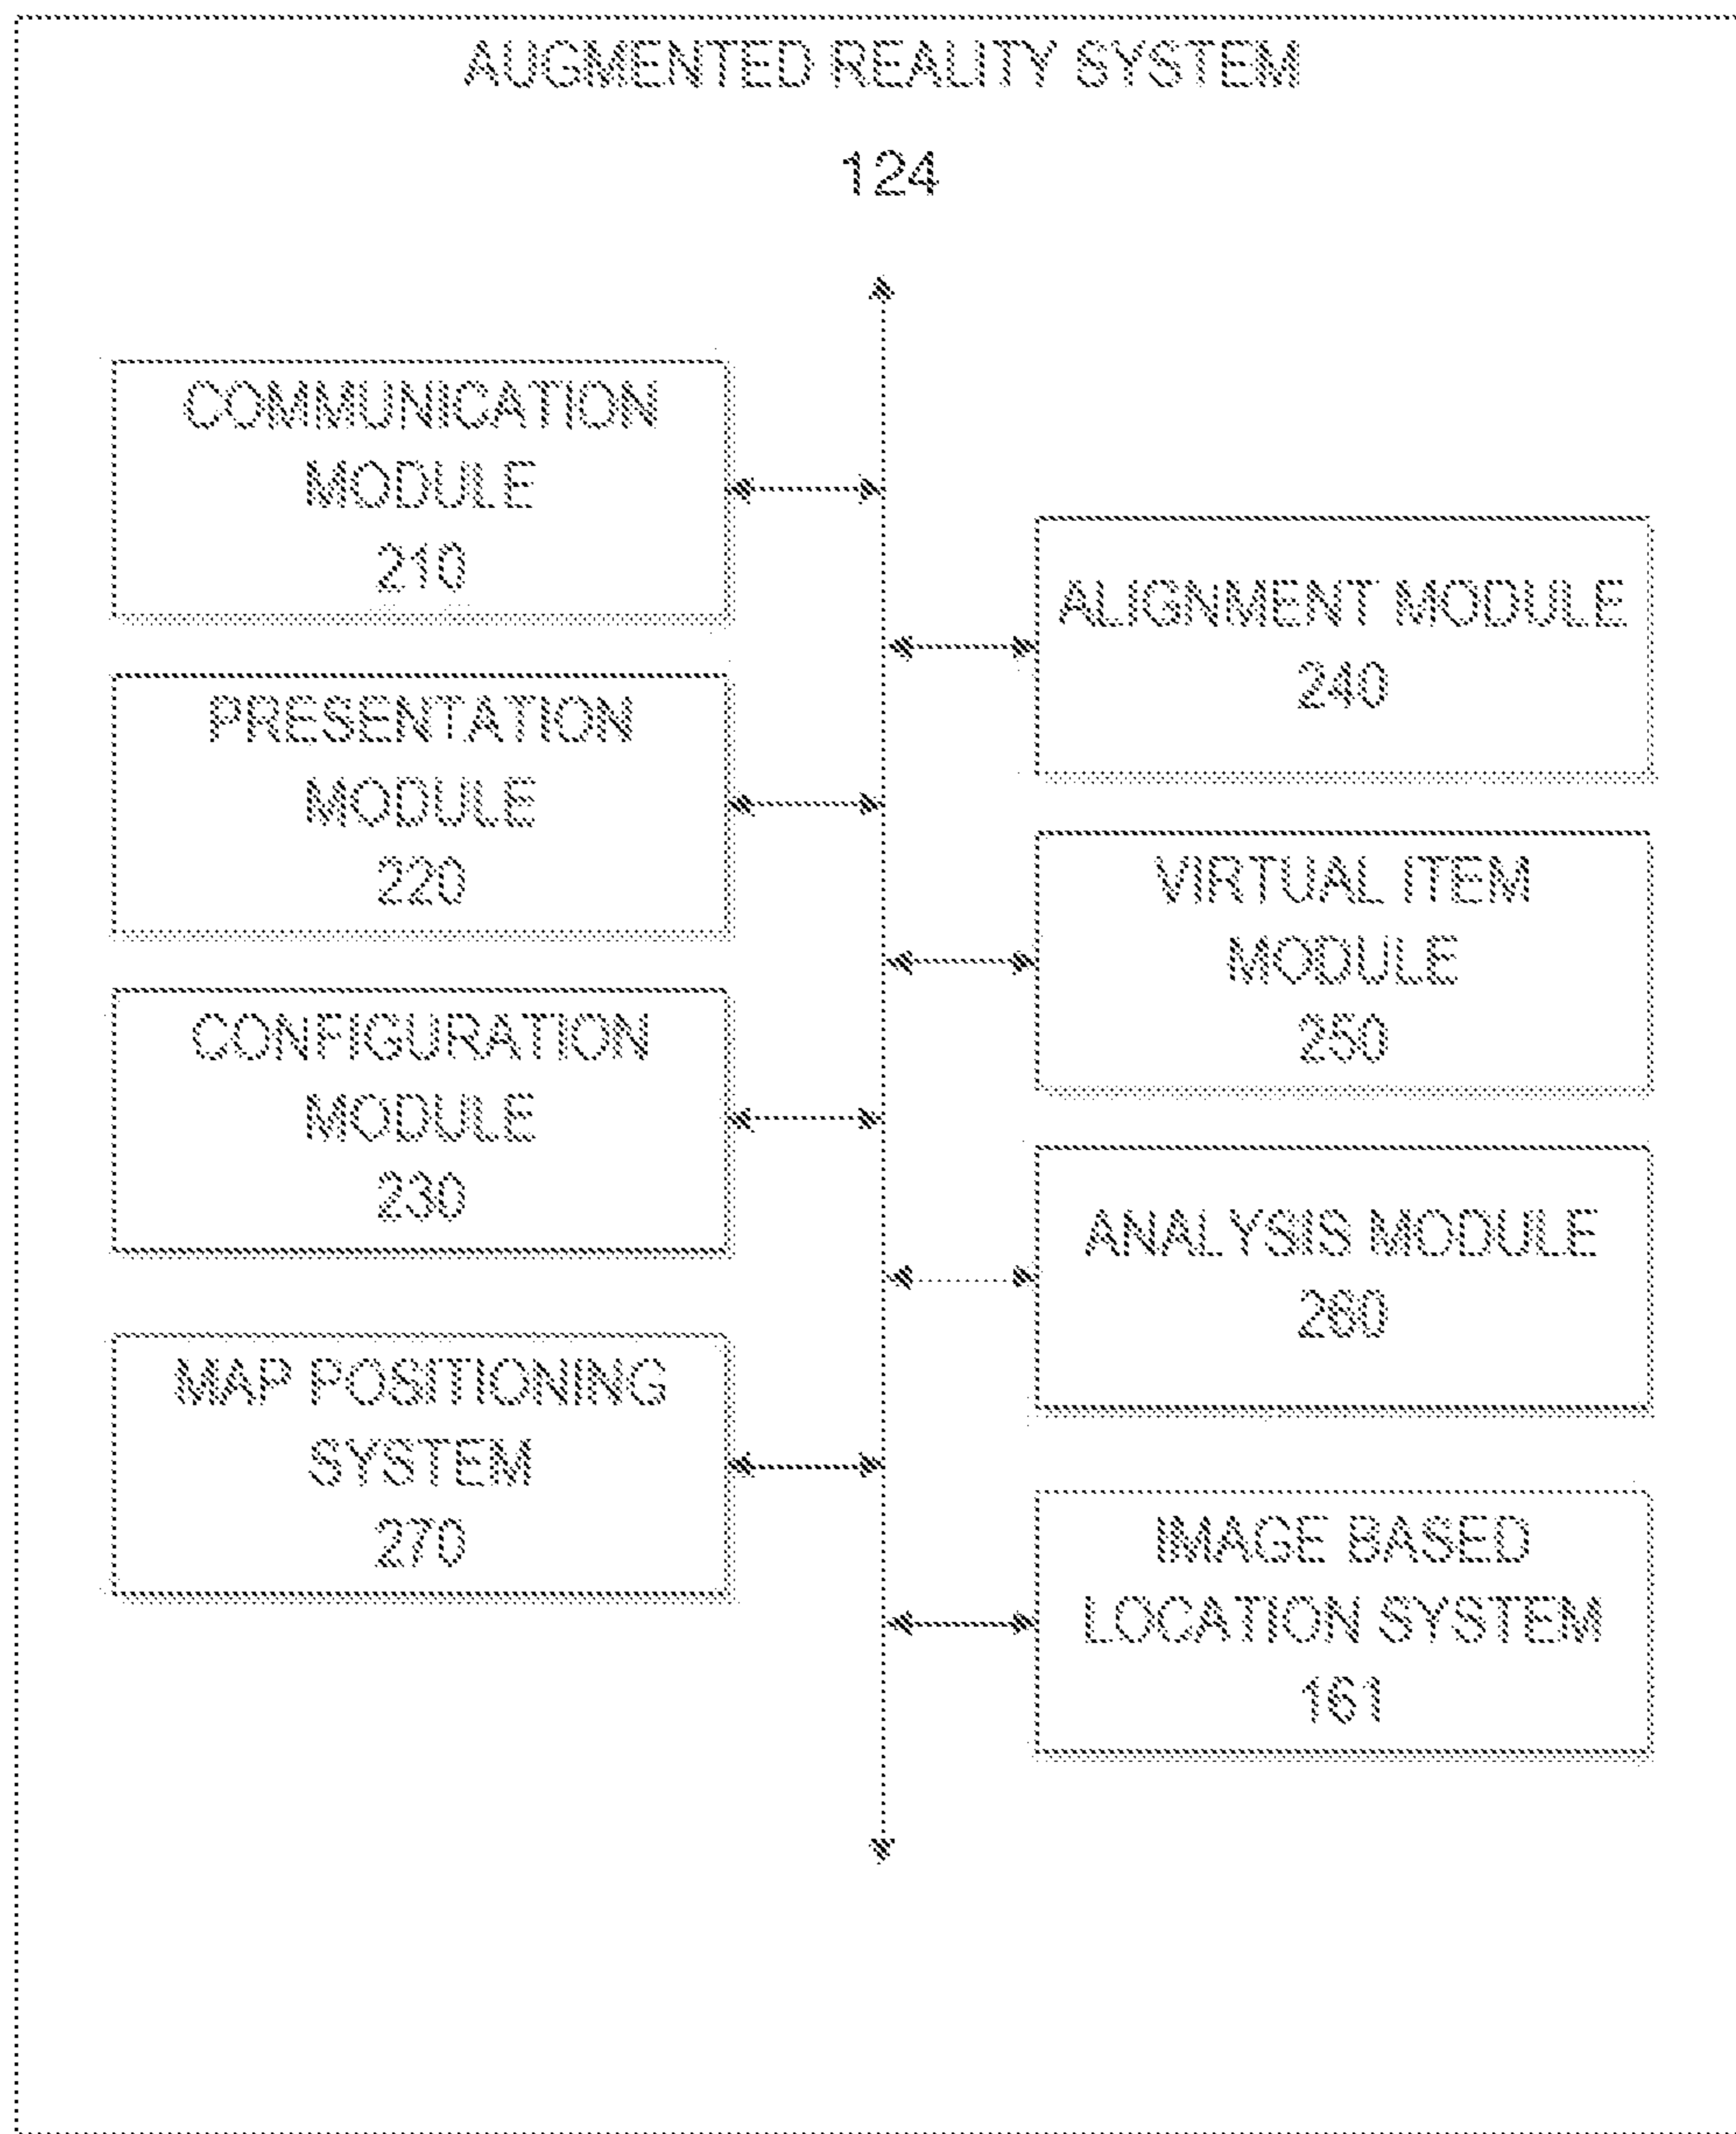 AUGMENTED REALITY SYSTEM
124
COMMUNICATION
MODULE
210
PRESENTATION
MODULE
220
CONFIGURATION
MODULE
230
MAP POSITIONING
SYSTEM
270
ALIGNMENT MODULE
240
VIRTUAL ITEM
MODULE
250
ANALYSIS MODULE
260
IMAGE BASED
LOCATION SYSTEM
161